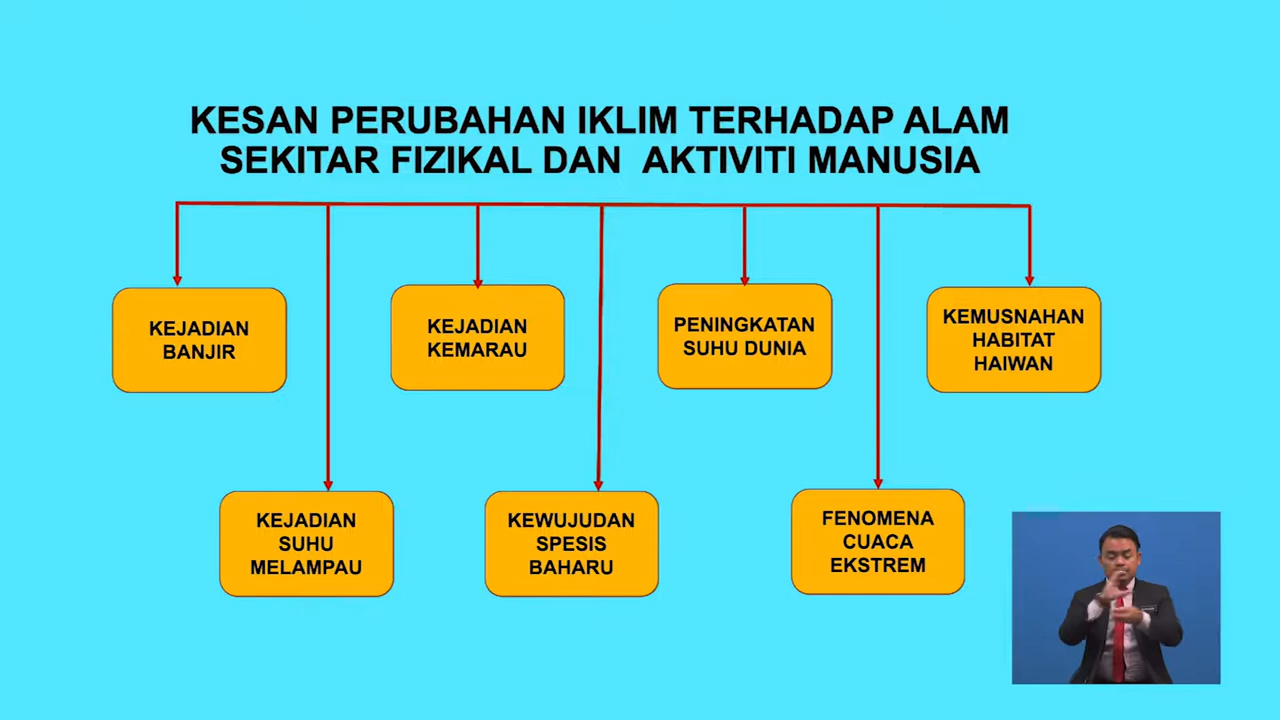 KESAN PERUBAHAN IKLIM TERHADAP ALAM
SEKITAR FIZIKAL DAN AKTIVITI MANUSIA
KEJADIAN
BANJIR
KEJADIAN
KEMARAU
PENINGKATAN
SUHU DUNIA
KEMUSNAHAN
HABITAT
HAIWAN
KEJADIAN
SUHU
MELAMPAU
KEWUJUDAN
SPESIS
BAHARU
FENOMENA
CUACA
EKSTREM